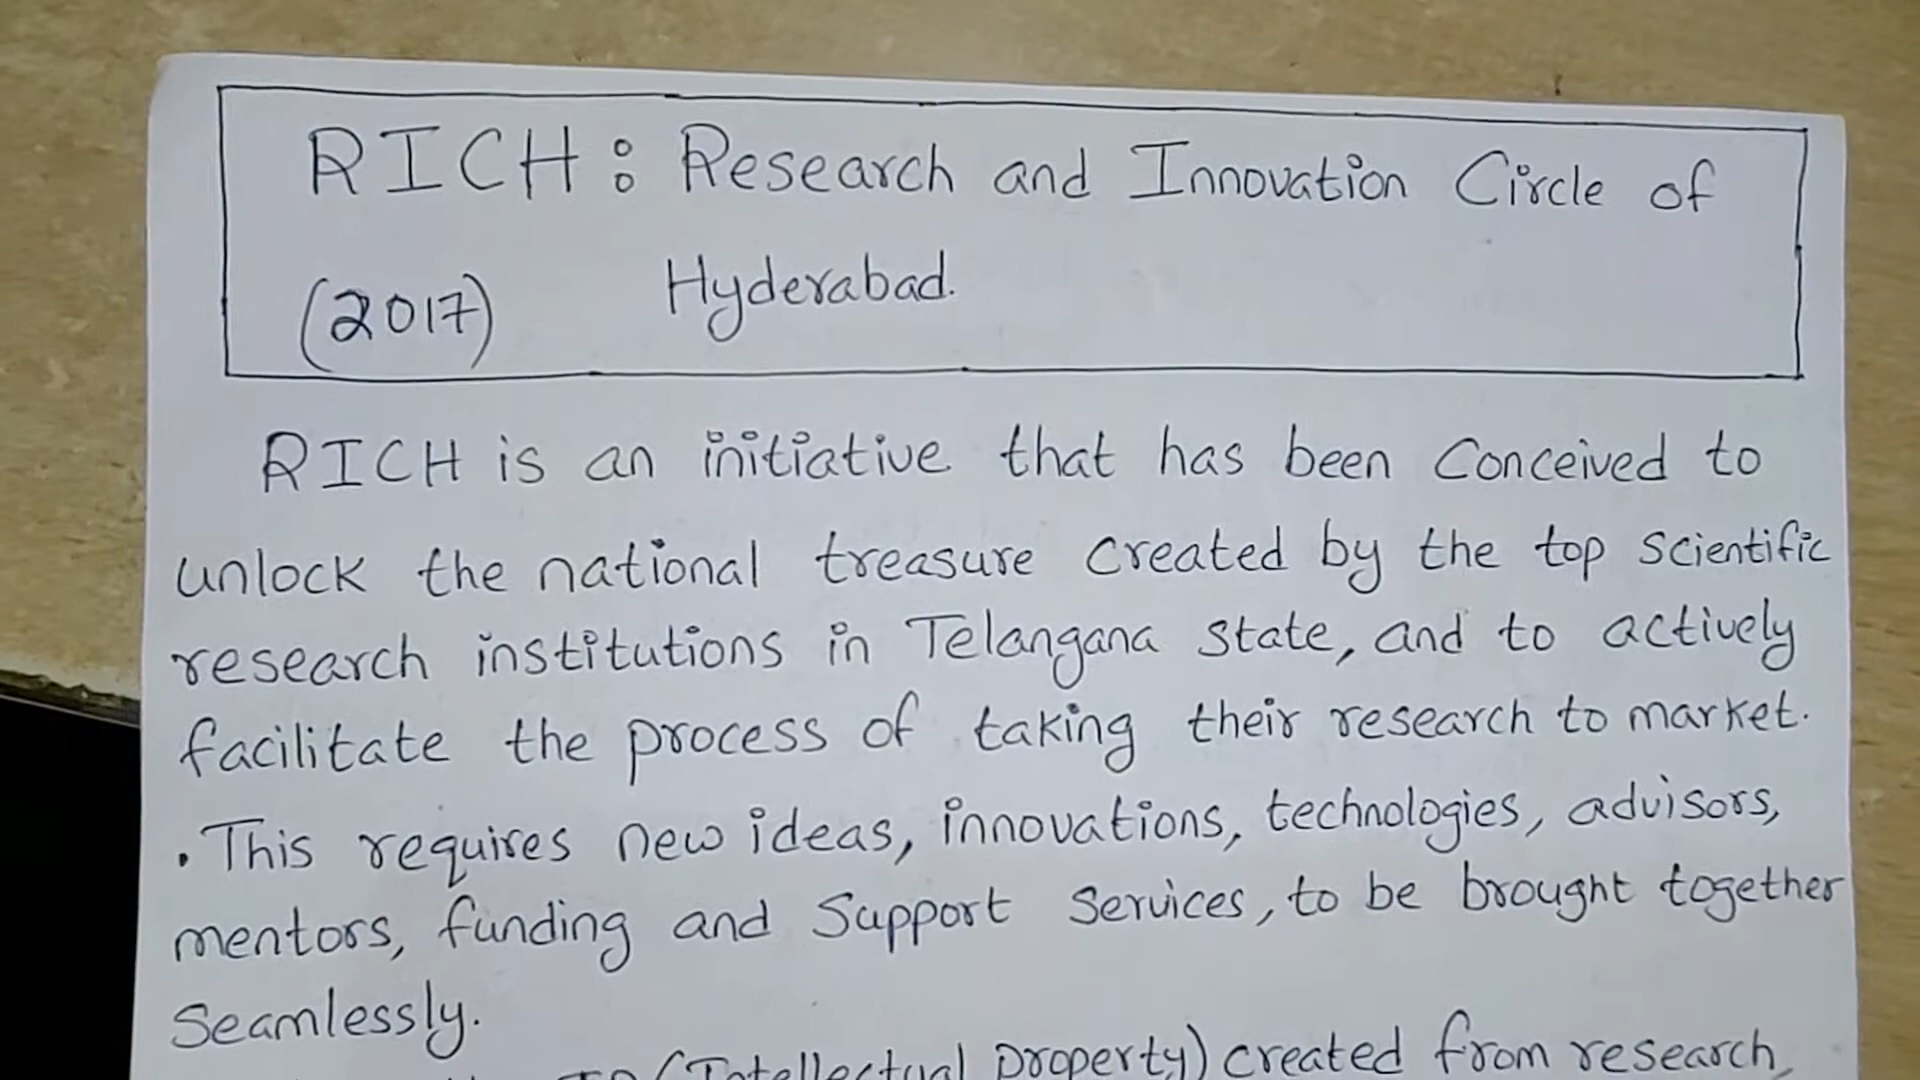 RICH: Research and Innovation Circle of
(2017) Hyderabad.
RICH is an initiative that has been Conceived to
unlock the national treasure created by the top Scientific
research institutions in Telangana State, and to actively
facilitate the process of taking their research to market.
• This requires new ideas, innovations, technologies, advisors,
mentors, funding and Support Services, to be brought together
Seamlessly.
(Intellectual property) created from research,